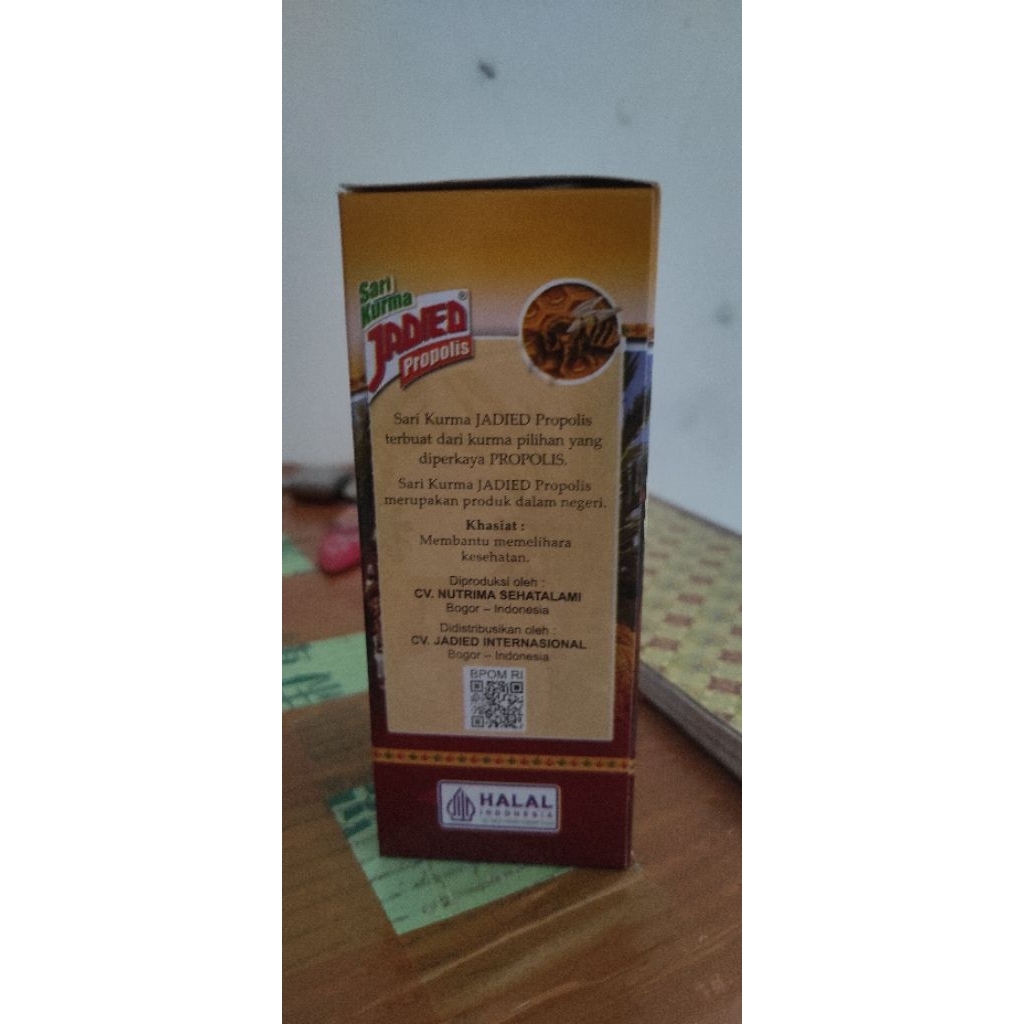 Sari
Kurma
JADIED®
Propolis
Sari Kurma JADIED Propolis
terbuat dari kurma pilihan yang
diperkaya PROPOLIS.
Sari Kurma JADIED Propolis
merupakan produk dalam negeri.
Khasiat :
Membantu memelihara
kesehatan.
Diproduksi oleh :
CV. NUTRIMA SEHATALAMI
Bogor – Indonesia
Didistribusikan oleh :
CV. JADIED INTERNASIONAL
Bogor – Indonesia
BPOM RI
HALAL
INDONESIA